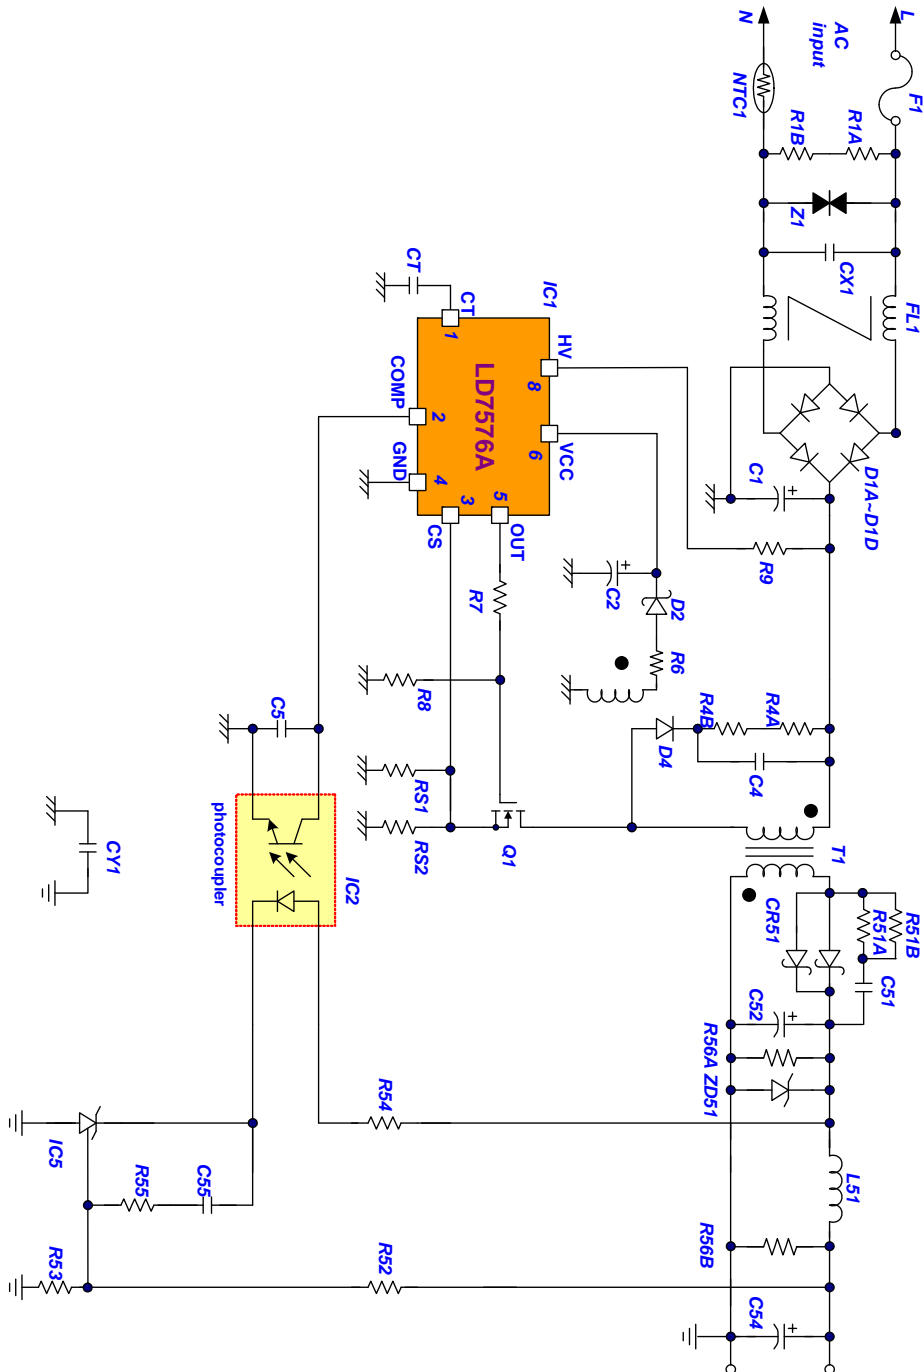 L
F1
AC
input
N
NTC1
R1A
R1B
Z1
CX1
FL1
D1A~D1D
C1
R9
R4A
R4B
C4
D4
T1
R51B
R51A
C51
CR51
C52
R56A
ZD51
L51
R56B
C54
IC1
CT
CT
1
HV
8
VCC
6
LD7576A
COMP
2
GND
4
3
CS
5
OUT
C2
D2
R6
R7
R8
RS1
RS2
Q1
C5
IC2
photocoupler
CY1
R54
IC5
R55
C55
R52
R53